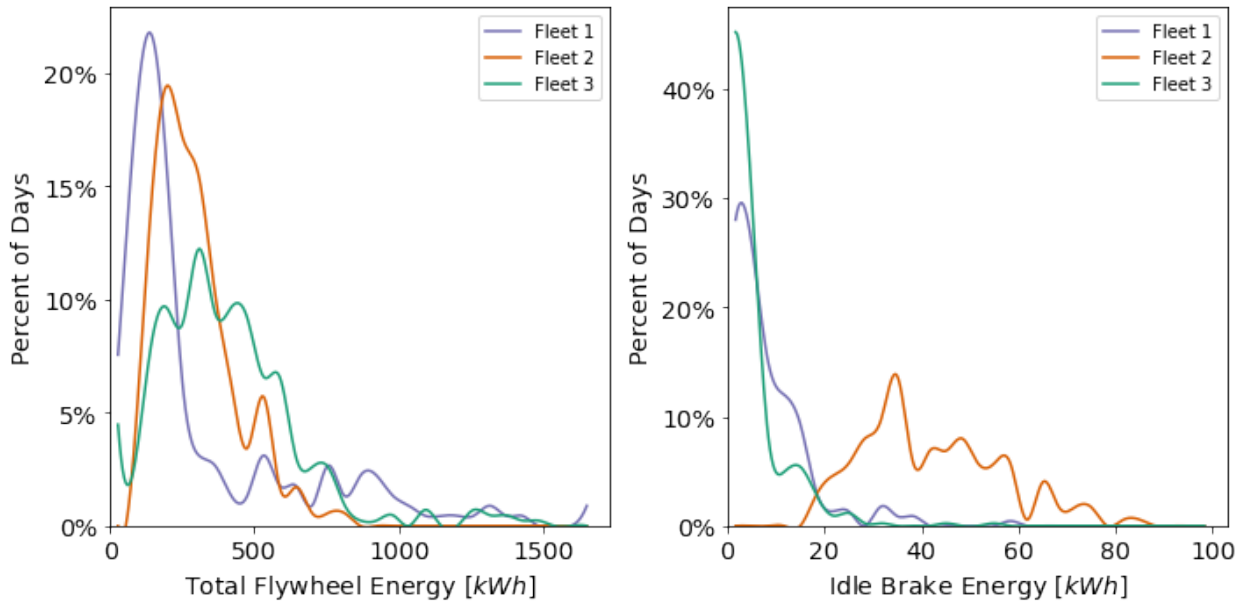 Percent of Days
20%
15%
10%
5%
0%
0
500
1000
1500
Total Flywheel Energy [kWh]
Fleet 1
Fleet 2
Fleet 3
Percent of Days
40%
30%
20%
10%
0%
0
20
40
60
80
100
Idle Brake Energy [kWh]
Fleet 1
Fleet 2
Fleet 3